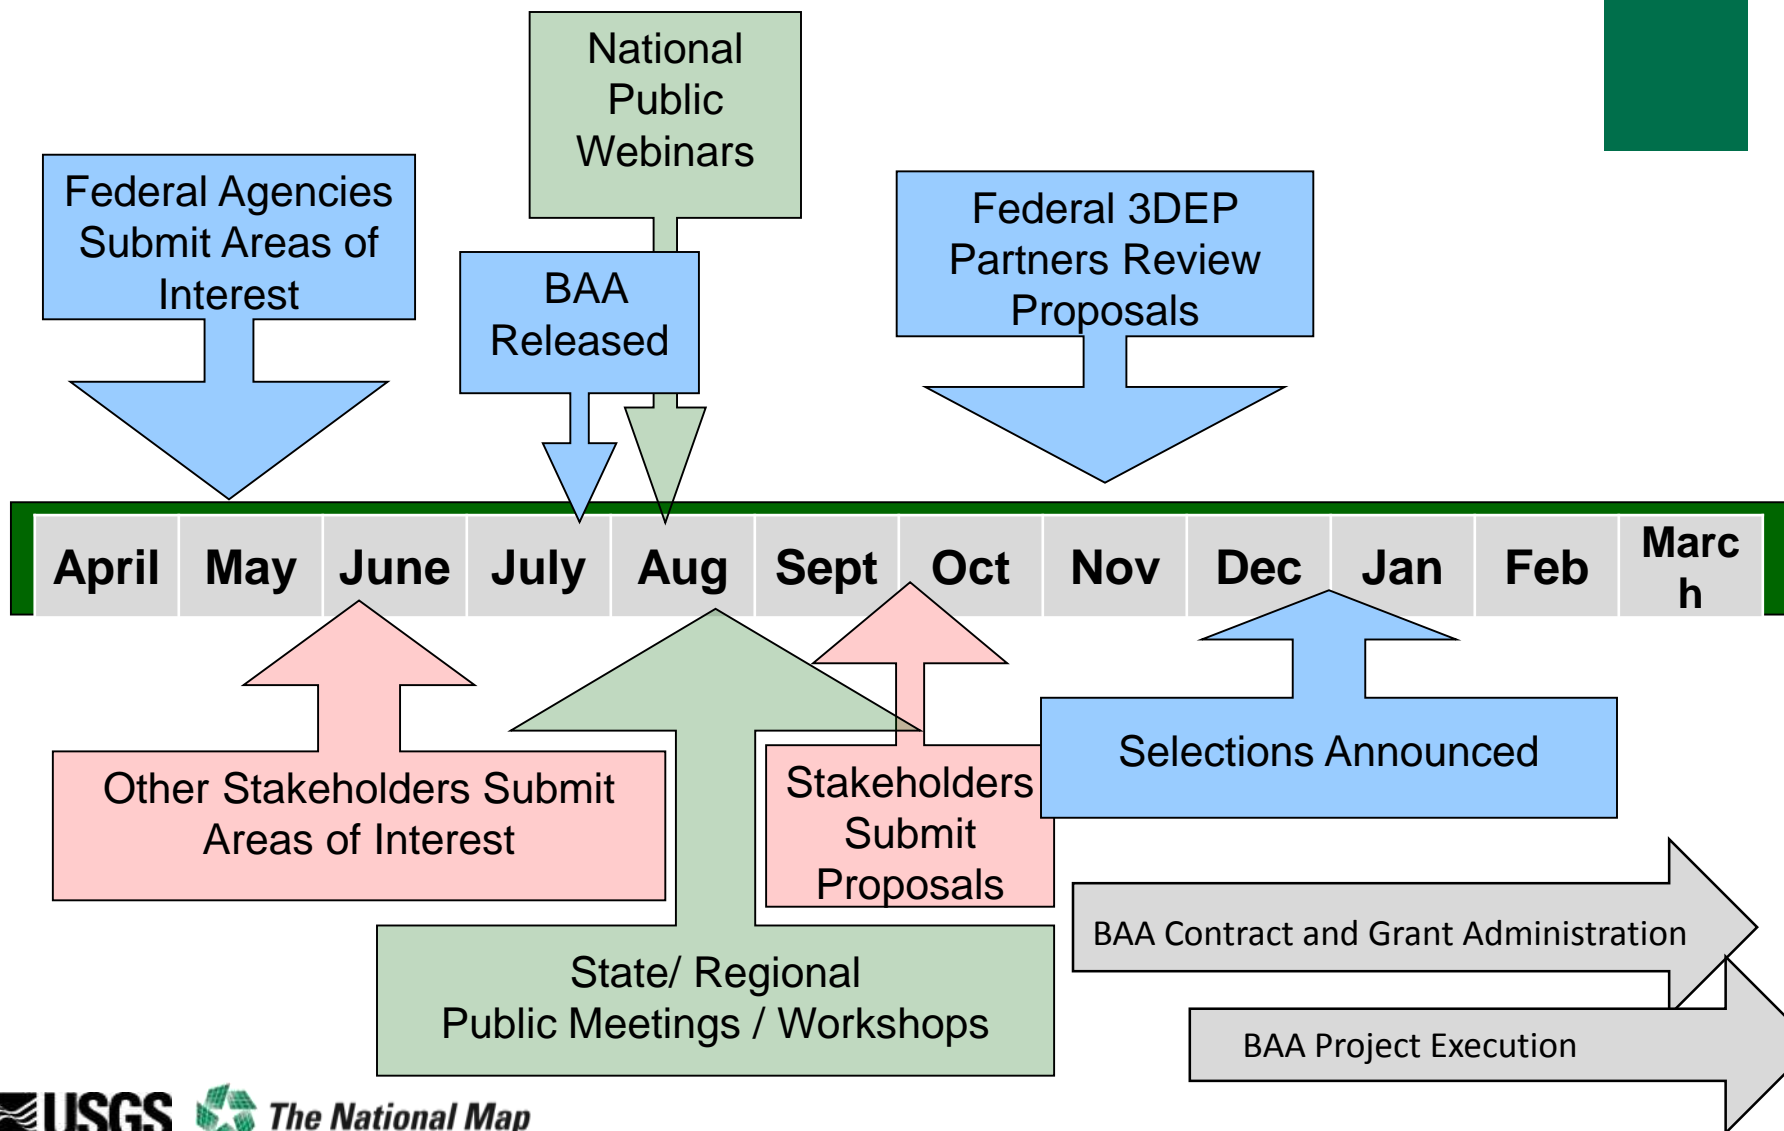 National
Public
Webinars
Federal Agencies
Submit Areas of
Interest
BAA
Released
Federal 3DEP
Partners Review
Proposals
April May June July Aug Sept Oct Nov Dec Jan Feb Marc
h
Other Stakeholders Submit
Areas of Interest
Stakeholders
Submit
Proposals
Selections Announced
State/ Regional
Public Meetings / Workshops
BAA Contract and Grant Administration
BAA Project Execution
USGS The National Map